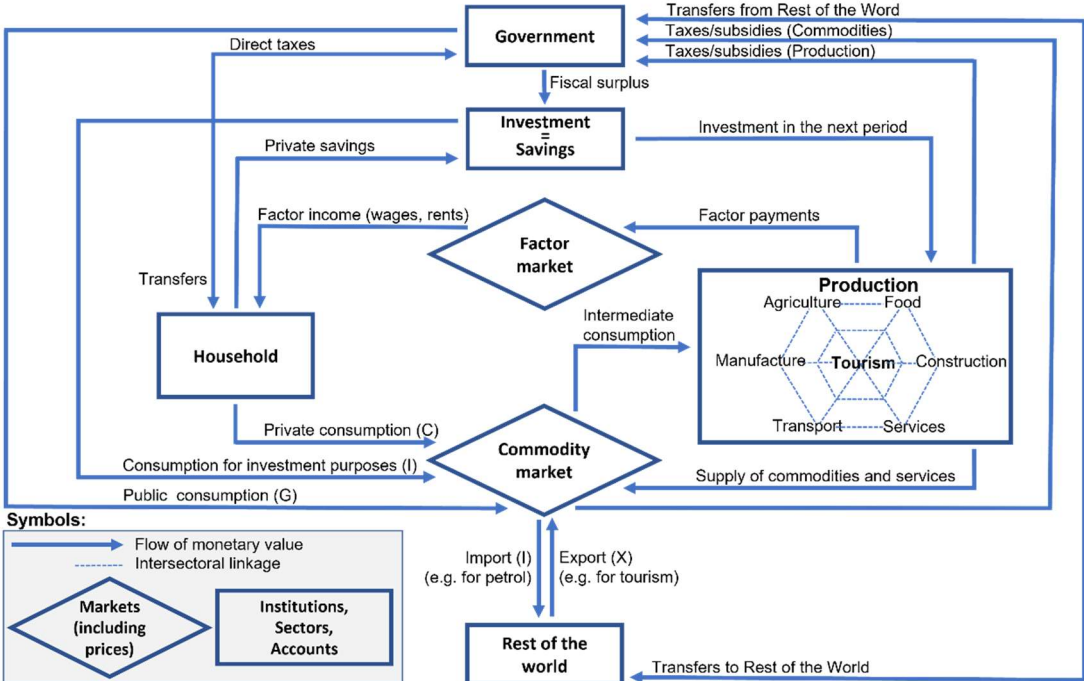 Transfers from Rest of the Word
Government
Taxes/subsidies (Commodities)
Direct taxes
Taxes/subsidies (Production)
Fiscal surplus
Investment
=
Savings
Investment in the next period
Private savings
Factor income (wages, rents)
Factor payments
Factor
market
Transfers
Production
Agriculture
Food
Intermediate
consumption
Household
Manufacture
Tourism
Construction
Transport
Services
Private consumption (C)
Commodity
market
Consumption for investment purposes (I)
Supply of commodities and services
Public consumption (G)
Symbols:
Flow of monetary value
Intersectoral linkage
Import (I)
(e.g. for petrol)
Export (X)
(e.g. for tourism)
Markets
(including
prices)
Institutions,
Sectors,
Accounts
Rest of the
world
Transfers to Rest of the World